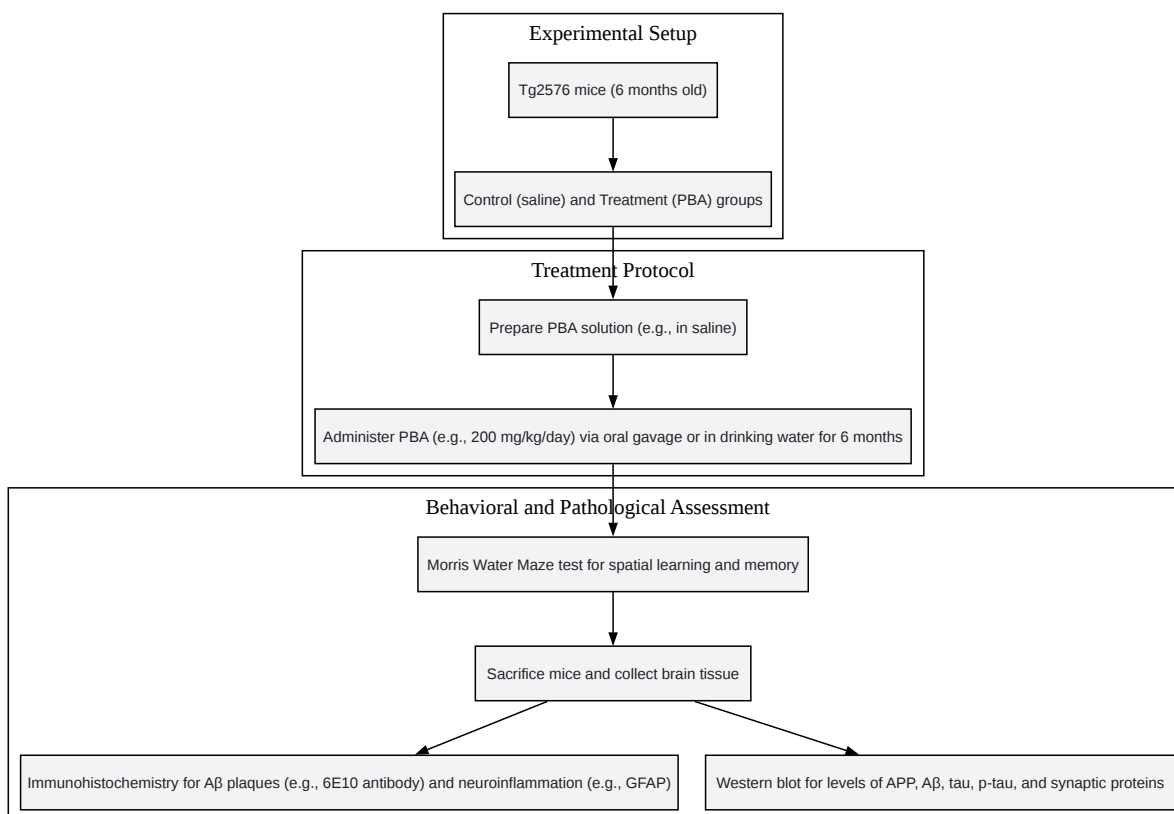 Experimental Setup
Tg2576 mice (6 months old)
Control (saline) and Treatment (PBA) groups
Treatment Protocol
Prepare PBA solution (e.g., in saline)
Administer PBA (e.g., 200 mg/kg/day) via oral gavage or in drinking water for 6 months
Behavioral and Pathological Assessment
Morris Water Maze test for spatial learning and memory
Sacrifice mice and collect brain tissue
Immunohistochemistry for Aβ plaques (e.g., 6E10 antibody) and neuroinflammation (e.g., GFAP)
Western blot for levels of APP, Aβ, tau, p-tau, and synaptic proteins